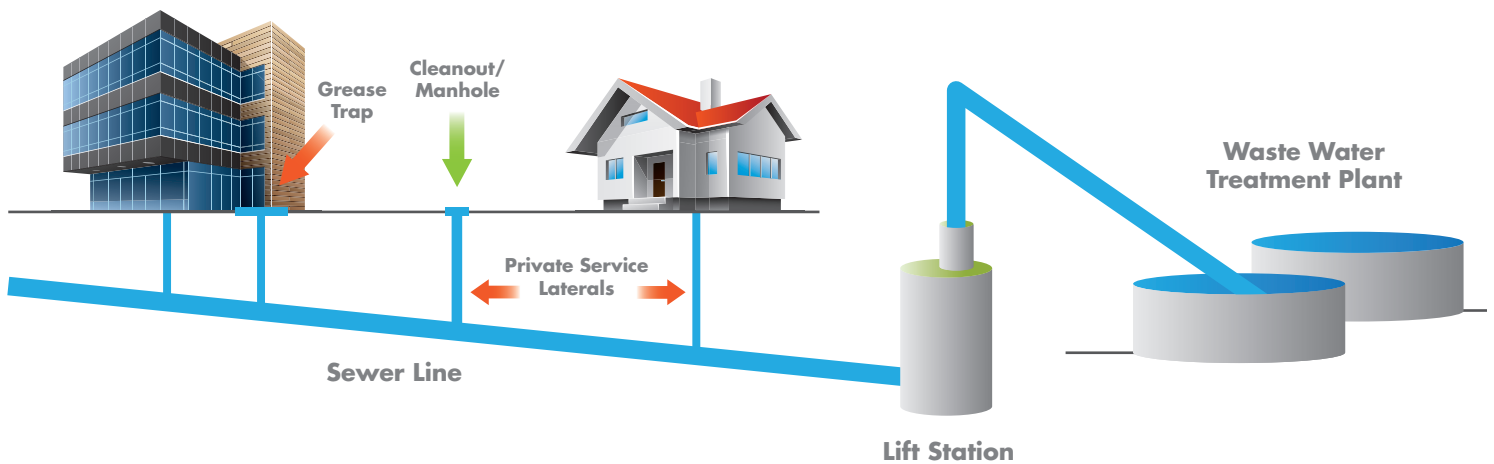 Grease
Trap
Cleanout/
Manhole
Waste Water
Treatment Plant
Private Service
Laterals
Sewer Line
Lift Station